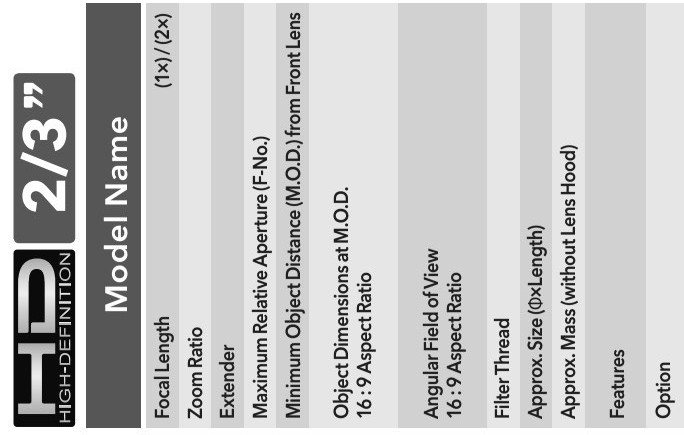 HD
HIGH-DEFINITION
2/3”
Model Name
Focal Length (1×) / (2×)
Zoom Ratio
Extender
Maximum Relative Aperture (F-No.)
Minimum Object Distance (M.O.D.) from Front Lens
Object Dimensions at M.O.D.
16 : 9 Aspect Ratio
Angular Field of View
16 : 9 Aspect Ratio
Filter Thread
Approx. Size (Φ×Length)
Approx. Mass (without Lens Hood)
Features
Option